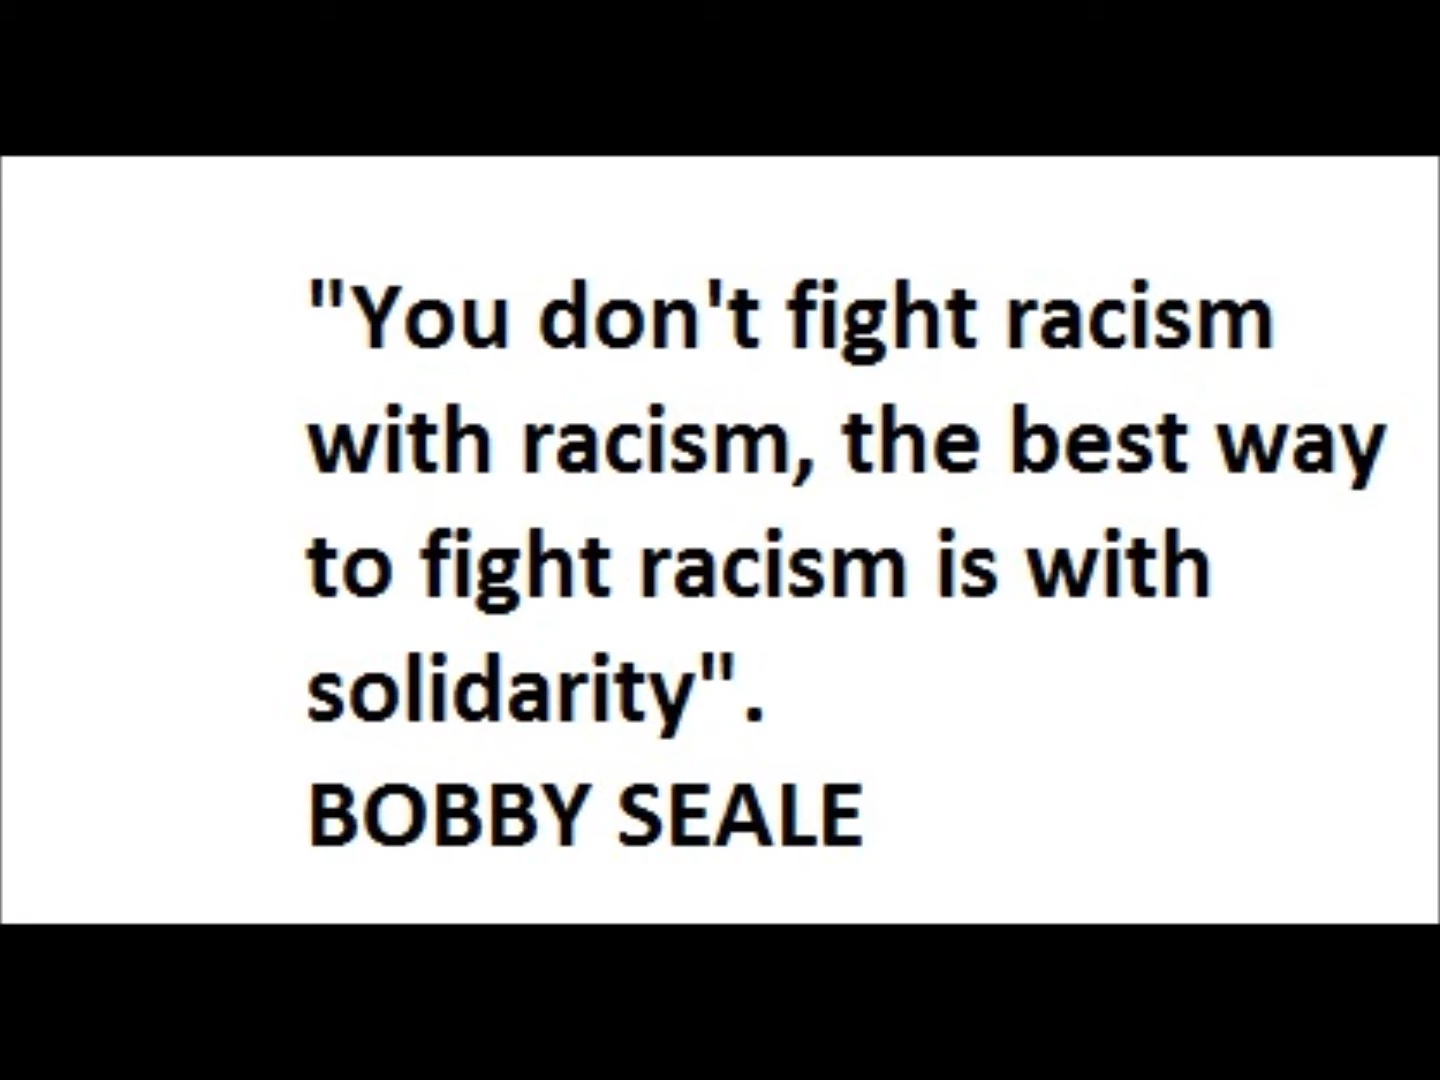 "You don't fight racism
with racism, the best way
to fight racism is with
solidarity".
BOBBY SEALE